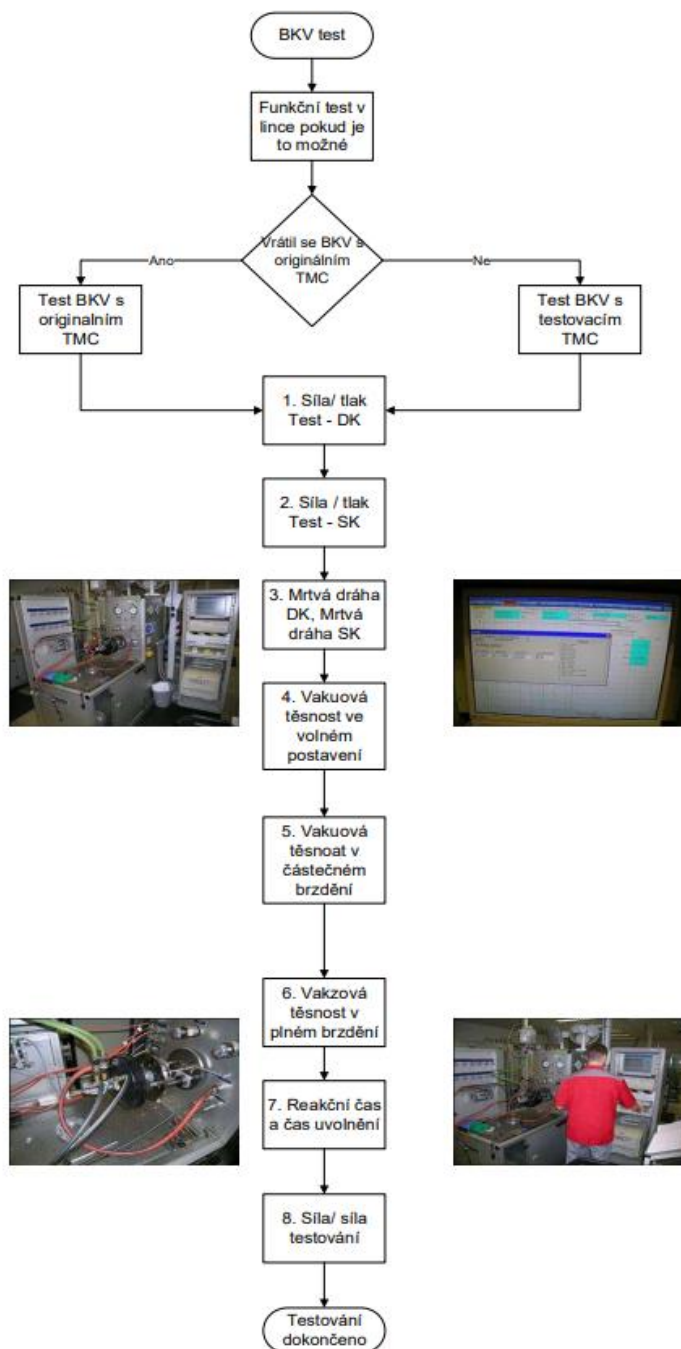 BKV test
Funkční test v
lince pokud je
to možné
Vrátil se BKV s
originálním
TMC
Ano
Ne
Test BKV s
originalním
TMC
Test BKV s
testovacím
TMC
1. Síla/ tlak
Test - DK
2. Síla / tlak
Test - SK
3. Mrtvá dráha
DK, Mrtvá
dráha SK
4. Vakuová
těsnost ve
volném
postavení
5. Vakuová
těsnoat v
částečném
brzdění
6. Vakzová
těsnost v
plném brzdění
7. Reakční čas
a čas uvolnění
8. Síla/ síla
testování
Testování
dokončeno